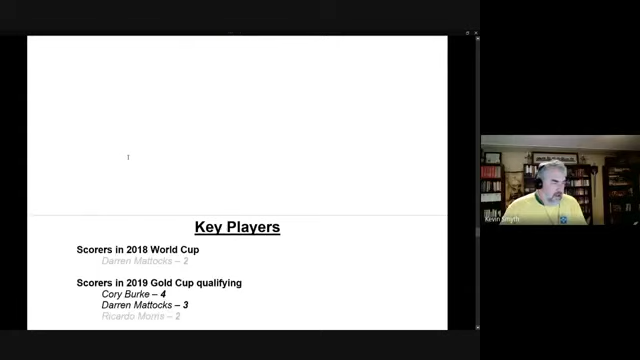 Key Players
Scorers in 2018 World Cup
Darren Mattocks – 2
Scorers in 2019 Gold Cup qualifying
Cory Burke – 4
Darren Mattocks – 3
Ricardo Morris – 2
Kevin Smyth